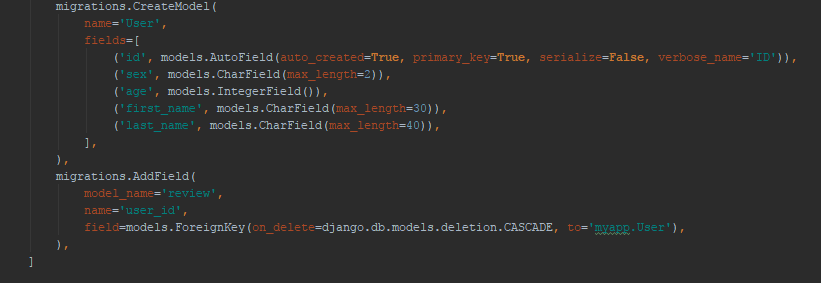 migrations.CreateModel(
name='User',
fields=[
('id', models.AutoField(auto_created=True, primary_key=True, serialize=False, verbose_name='ID')),
('sex', models.CharField(max_length=2)),
('age', models.IntegerField()),
('first_name', models.CharField(max_length=30)),
('last_name', models.CharField(max_length=40)),
],
),
migrations.AddField(
model_name='review',
name='user_id',
field=models.ForeignKey(on_delete=django.db.models.deletion.CASCADE, to='myapp.User'),
),
]